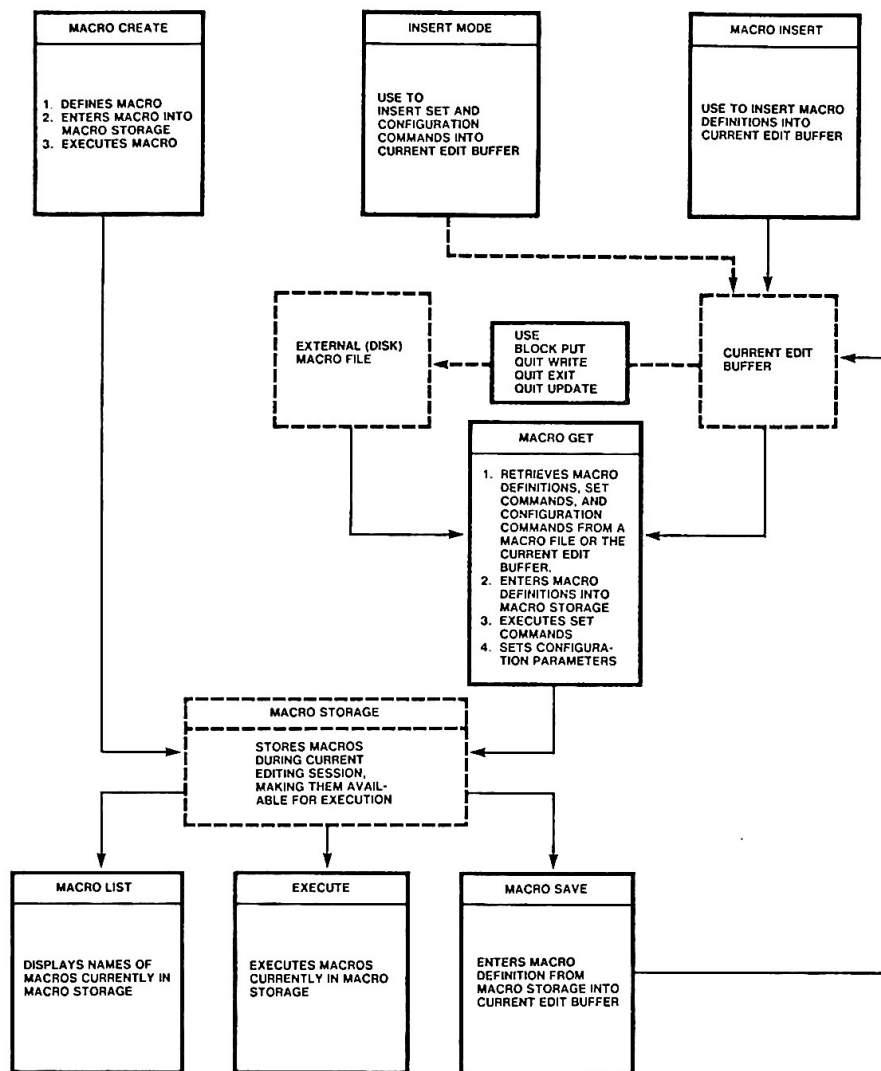 MACRO CREATE
1. DEFINES MACRO
2. ENTERS MACRO INTO
MACRO STORAGE
3. EXECUTES MACRO
INSERT MODE
USE TO
INSERT SET AND
CONFIGURATION
COMMANDS INTO
CURRENT EDIT BUFFER
MACRO INSERT
USE TO INSERT MACRO
DEFINITIONS INTO
CURRENT EDIT BUFFER
EXTERNAL (DISK)
MACRO FILE
USE
BLOCK PUT
QUIT WRITE
QUIT EXIT
QUIT UPDATE
CURRENT EDIT
BUFFER
MACRO GET
1. RETRIEVES MACRO
DEFINITIONS, SET
COMMANDS, AND
CONFIGURATION
COMMANDS FROM A
MACRO FILE OR THE
CURRENT EDIT
BUFFER.
2. ENTERS MACRO
DEFINITIONS INTO
MACRO STORAGE
3. EXECUTES SET
COMMANDS
4. SETS CONFIGURA-
TION PARAMETERS
MACRO STORAGE
STORES MACROS
DURING CURRENT
EDITING SESSION,
MAKING THEM AVAIL-
ABLE FOR EXECUTION
MACRO LIST
DISPLAYS NAMES OF
MACROS CURRENTLY IN
MACRO STORAGE
EXECUTE
EXECUTES MACROS
CURRENTLY IN MACRO
STORAGE
MACRO SAVE
ENTERS MACRO
DEFINITION FROM
MACRO STORAGE INTO
CURRENT EDIT BUFFER